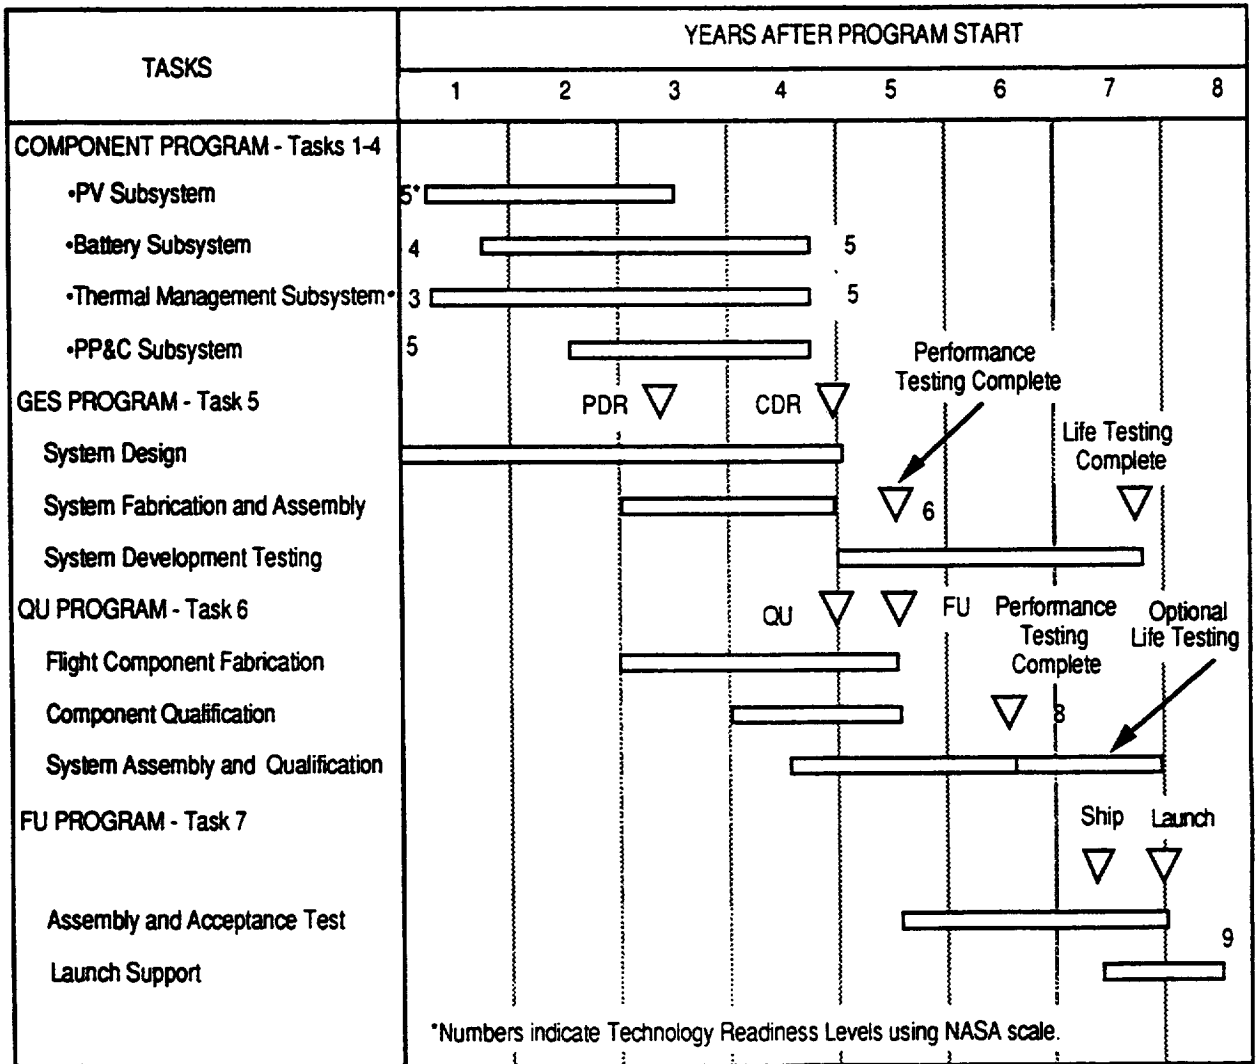 TASKS
YEARS AFTER PROGRAM START
1 2 3 4 5 6 7 8
COMPONENT PROGRAM - Tasks 1-4
•PV Subsystem 5*
•Battery Subsystem 4 5
•Thermal Management Subsystem• 3 5
•PP&C Subsystem 5
Performance
Testing Complete
GES PROGRAM - Task 5 PDR CDR
Life Testing
Complete
System Design
System Fabrication and Assembly 6
System Development Testing
QU PROGRAM - Task 6 QU FU
Performance
Testing
Complete
Optional
Life Testing
Flight Component Fabrication
Component Qualification 8
System Assembly and Qualification
FU PROGRAM - Task 7 Ship Launch
Assembly and Acceptance Test
9
Launch Support
*Numbers indicate Technology Readiness Levels using NASA scale.